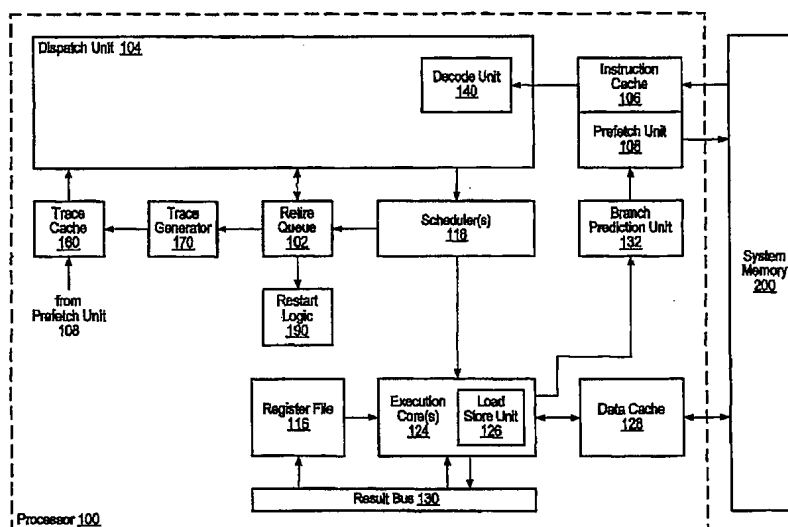 Dispatch Unit 104
Decode Unit
140
Instruction
Cache
106
Prefetch Unit
108
Trace
Cache
160
Trace
Generator
170
Retire
Queue
102
Scheduler(s)
118
Branch
Prediction Unit
132
System
Memory
200
from
Prefetch Unit
108
Restart
Logic
190
Register File
116
Execution
Core(s)
124
Load
Store Unit
126
Data Cache
128
Result Bus 130
Processor 100